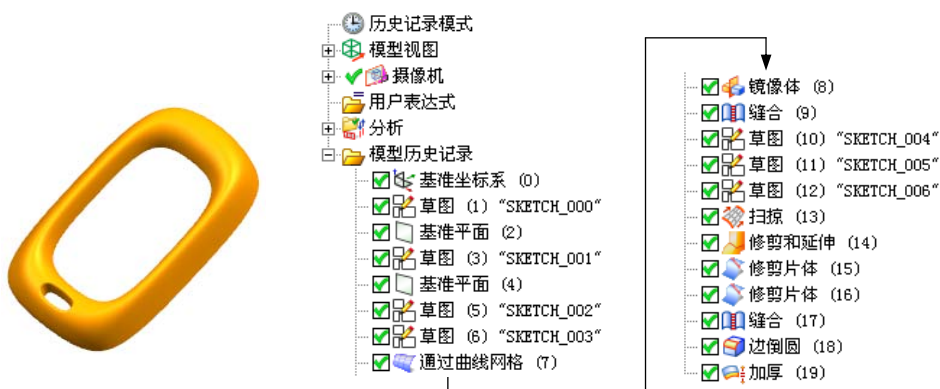 历史记录模式
模型视图
摄像机
用户表达式
分析
模型历史记录
基准坐标系 (0)
草图 (1) “SKETCH_000”
基准平面 (2)
草图 (3) “SKETCH_001”
基准平面 (4)
草图 (5) “SKETCH_002”
草图 (6) “SKETCH_003”
通过曲线网格 (7)
镜像体 (8)
缝合 (9)
草图 (10) “SKETCH_004”
草图 (11) “SKETCH_005”
草图 (12) “SKETCH_006”
扫掠 (13)
修剪和延伸 (14)
修剪片体 (15)
修剪片体 (16)
缝合 (17)
边倒圆 (18)
加厚 (19)